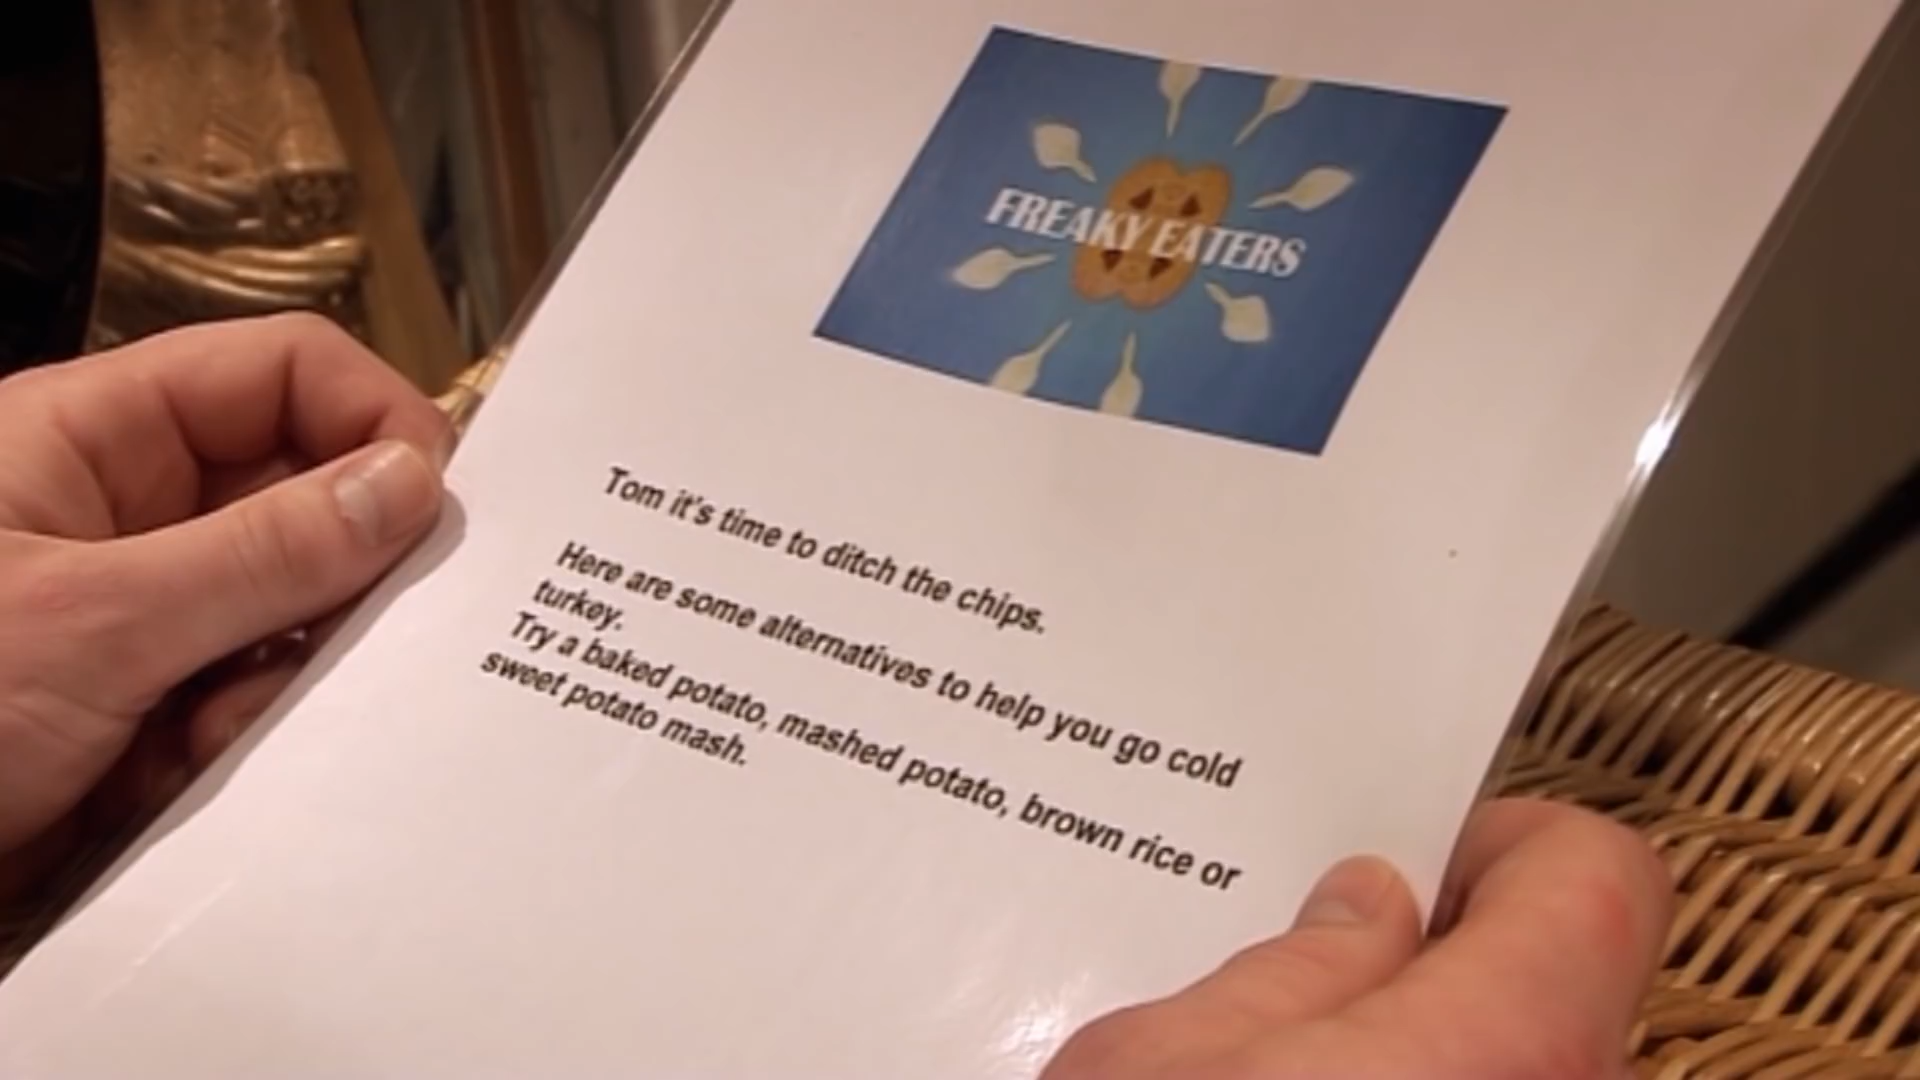 FREAKY EATERS
Tom it's time to ditch the chips.
Here are some alternatives to help you go cold
turkey.
Try a baked potato, mashed potato, brown rice or
sweet potato mash.